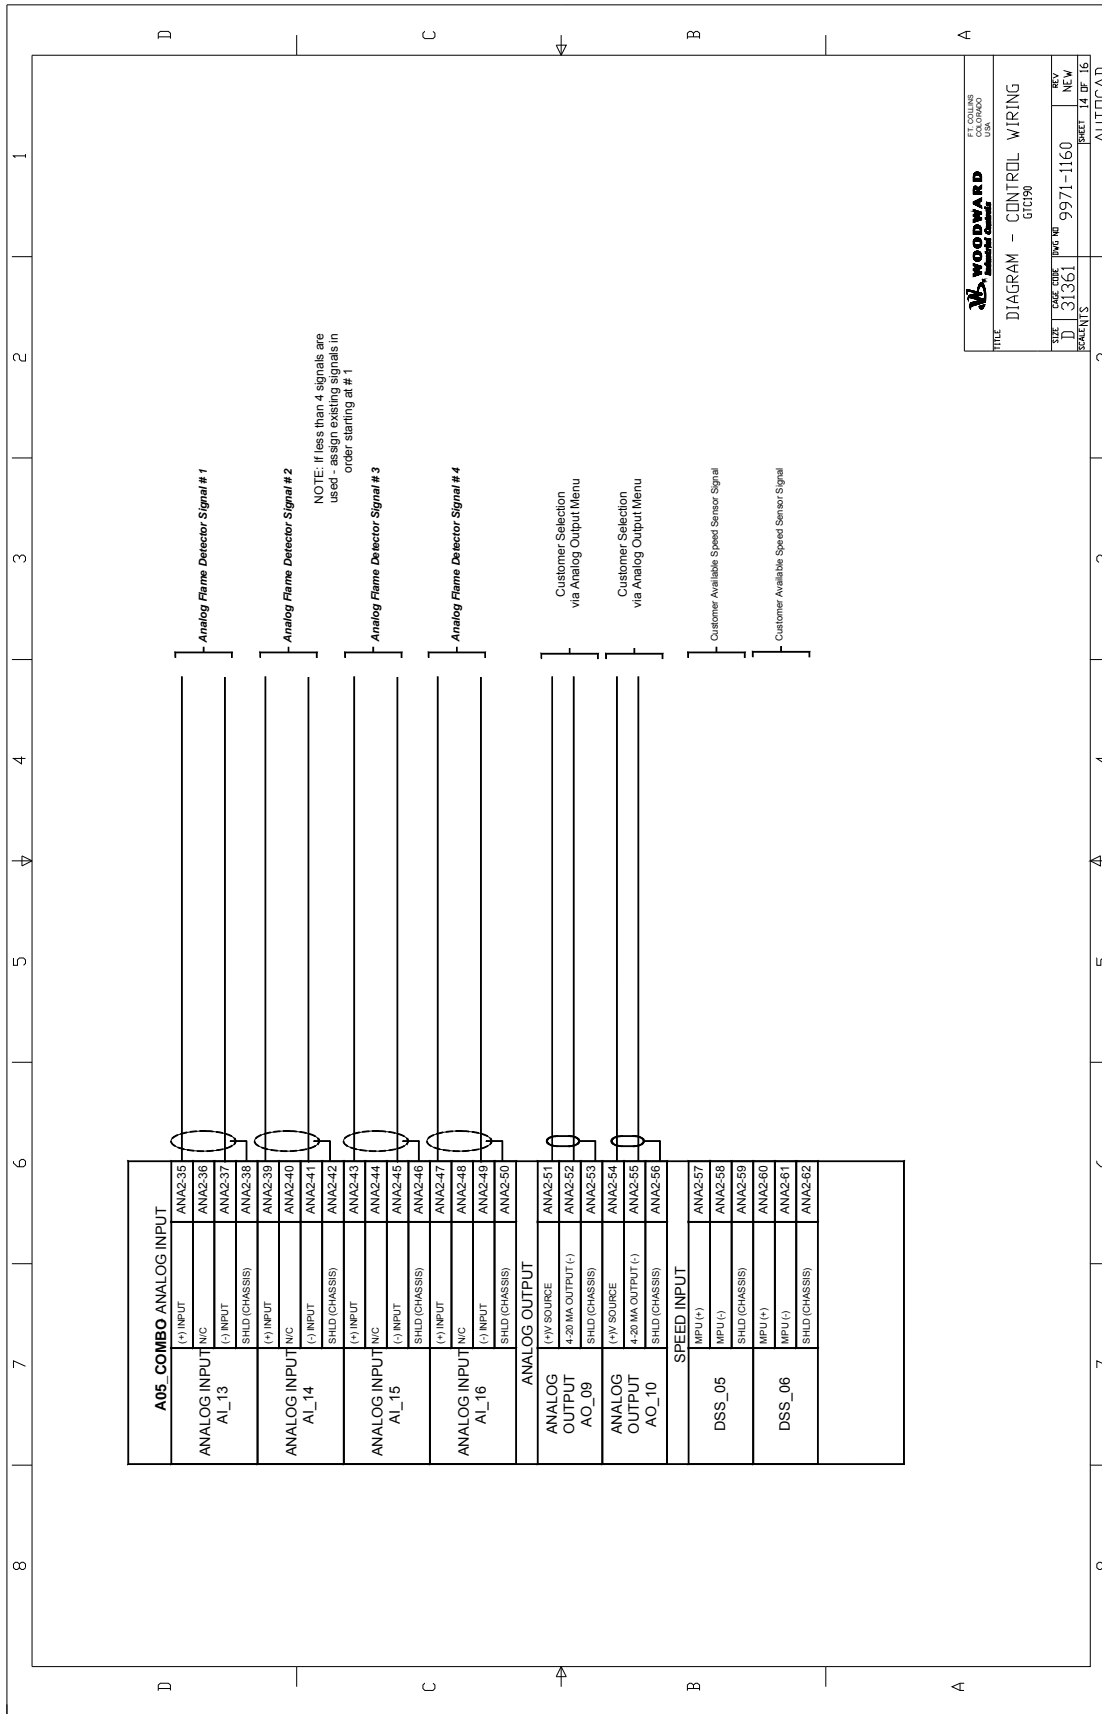 8
7
6
5
4
3
2
1
D
C
B
A
A05_COMBO ANALOG INPUT
ANALOG INPUT
AI_13
(+) INPUT
ANA2-35
N/C
ANA2-36
(-) INPUT
ANA2-37
SHLD (CHASSIS)
ANA2-38
Analog Flame Detector Signal # 1
ANALOG INPUT
AI_14
(+) INPUT
ANA2-39
N/C
ANA2-40
(-) INPUT
ANA2-41
SHLD (CHASSIS)
ANA2-42
Analog Flame Detector Signal # 2
NOTE: If less than 4 signals are
used - assign existing signals in
order starting at # 1
ANALOG INPUT
AI_15
(+) INPUT
ANA2-43
N/C
ANA2-44
(-) INPUT
ANA2-45
SHLD (CHASSIS)
ANA2-46
Analog Flame Detector Signal # 3
ANALOG INPUT
AI_16
(+) INPUT
ANA2-47
N/C
ANA2-48
(-) INPUT
ANA2-49
SHLD (CHASSIS)
ANA2-50
Analog Flame Detector Signal # 4
ANALOG OUTPUT
ANALOG
OUTPUT
AO_09
(+)V SOURCE
ANA2-51
4-20 MA OUTPUT (-)
ANA2-52
SHLD (CHASSIS)
ANA2-53
Customer Selection
via Analog Output Menu
ANALOG
OUTPUT
AO_10
(+)V SOURCE
ANA2-54
4-20 MA OUTPUT (-)
ANA2-55
SHLD (CHASSIS)
ANA2-56
Customer Selection
via Analog Output Menu
SPEED INPUT
DSS_05
MPU (+)
ANA2-57
MPU (-)
ANA2-58
SHLD (CHASSIS)
ANA2-59
Customer Available Speed Sensor Signal
DSS_06
MPU (+)
ANA2-60
MPU (-)
ANA2-61
SHLD (CHASSIS)
ANA2-62
Customer Available Speed Sensor Signal
D
C
B
A
WOODWARD
Industrial Controls
FT. COLLINS
COLORADO
USA
TITLE
DIAGRAM - CONTROL WIRING
GTC190
SIZE
D
CAGE CODE
31361
DWG NO
9971-1160
REV
NEW
SCALE NTS
SHEET 14 OF 16
7
5
4
2
AUTOCAD